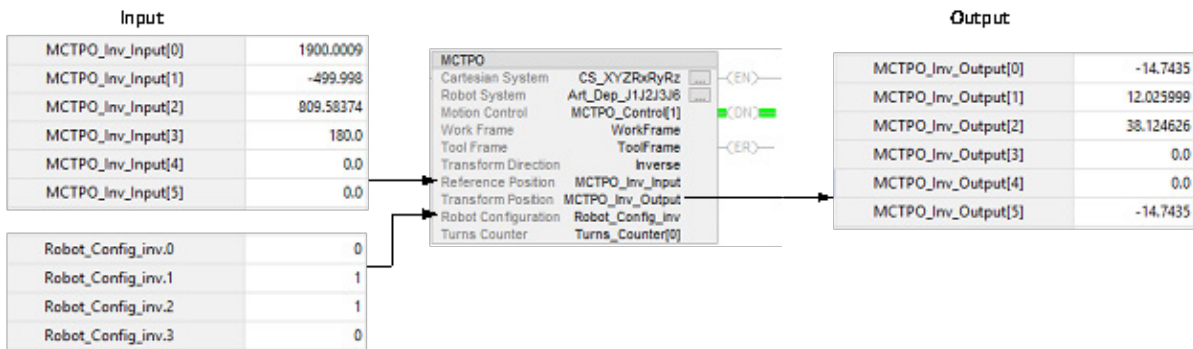 Input
MCTPO_Inv_Input[0] 1900.0009
MCTPO_Inv_Input[1] -499.998
MCTPO_Inv_Input[2] 809.58374
MCTPO_Inv_Input[3] 180.0
MCTPO_Inv_Input[4] 0.0
MCTPO_Inv_Input[5] 0.0
Robot_Config_inv.0 0
Robot_Config_inv.1 1
Robot_Config_inv.2 1
Robot_Config_inv.3 0
MCTPO
Cartesian System CS_XYZRxRyRz ... (EN)
Robot System Art_Dep_J1J2J3J6 ...
Motion Control MCTPO_Control[1] (DN)
Work Frame WorkFrame
Tool Frame ToolFrame (ER)
Transform Direction Inverse
Reference Position MCTPO_Inv_Input
Transform Position MCTPO_Inv_Output
Robot Configuration Robot_Config_inv
Turns Counter Turns_Counter[0]
Output
MCTPO_Inv_Output[0] -14.7435
MCTPO_Inv_Output[1] 12.025999
MCTPO_Inv_Output[2] 38.124626
MCTPO_Inv_Output[3] 0.0
MCTPO_Inv_Output[4] 0.0
MCTPO_Inv_Output[5] -14.7435